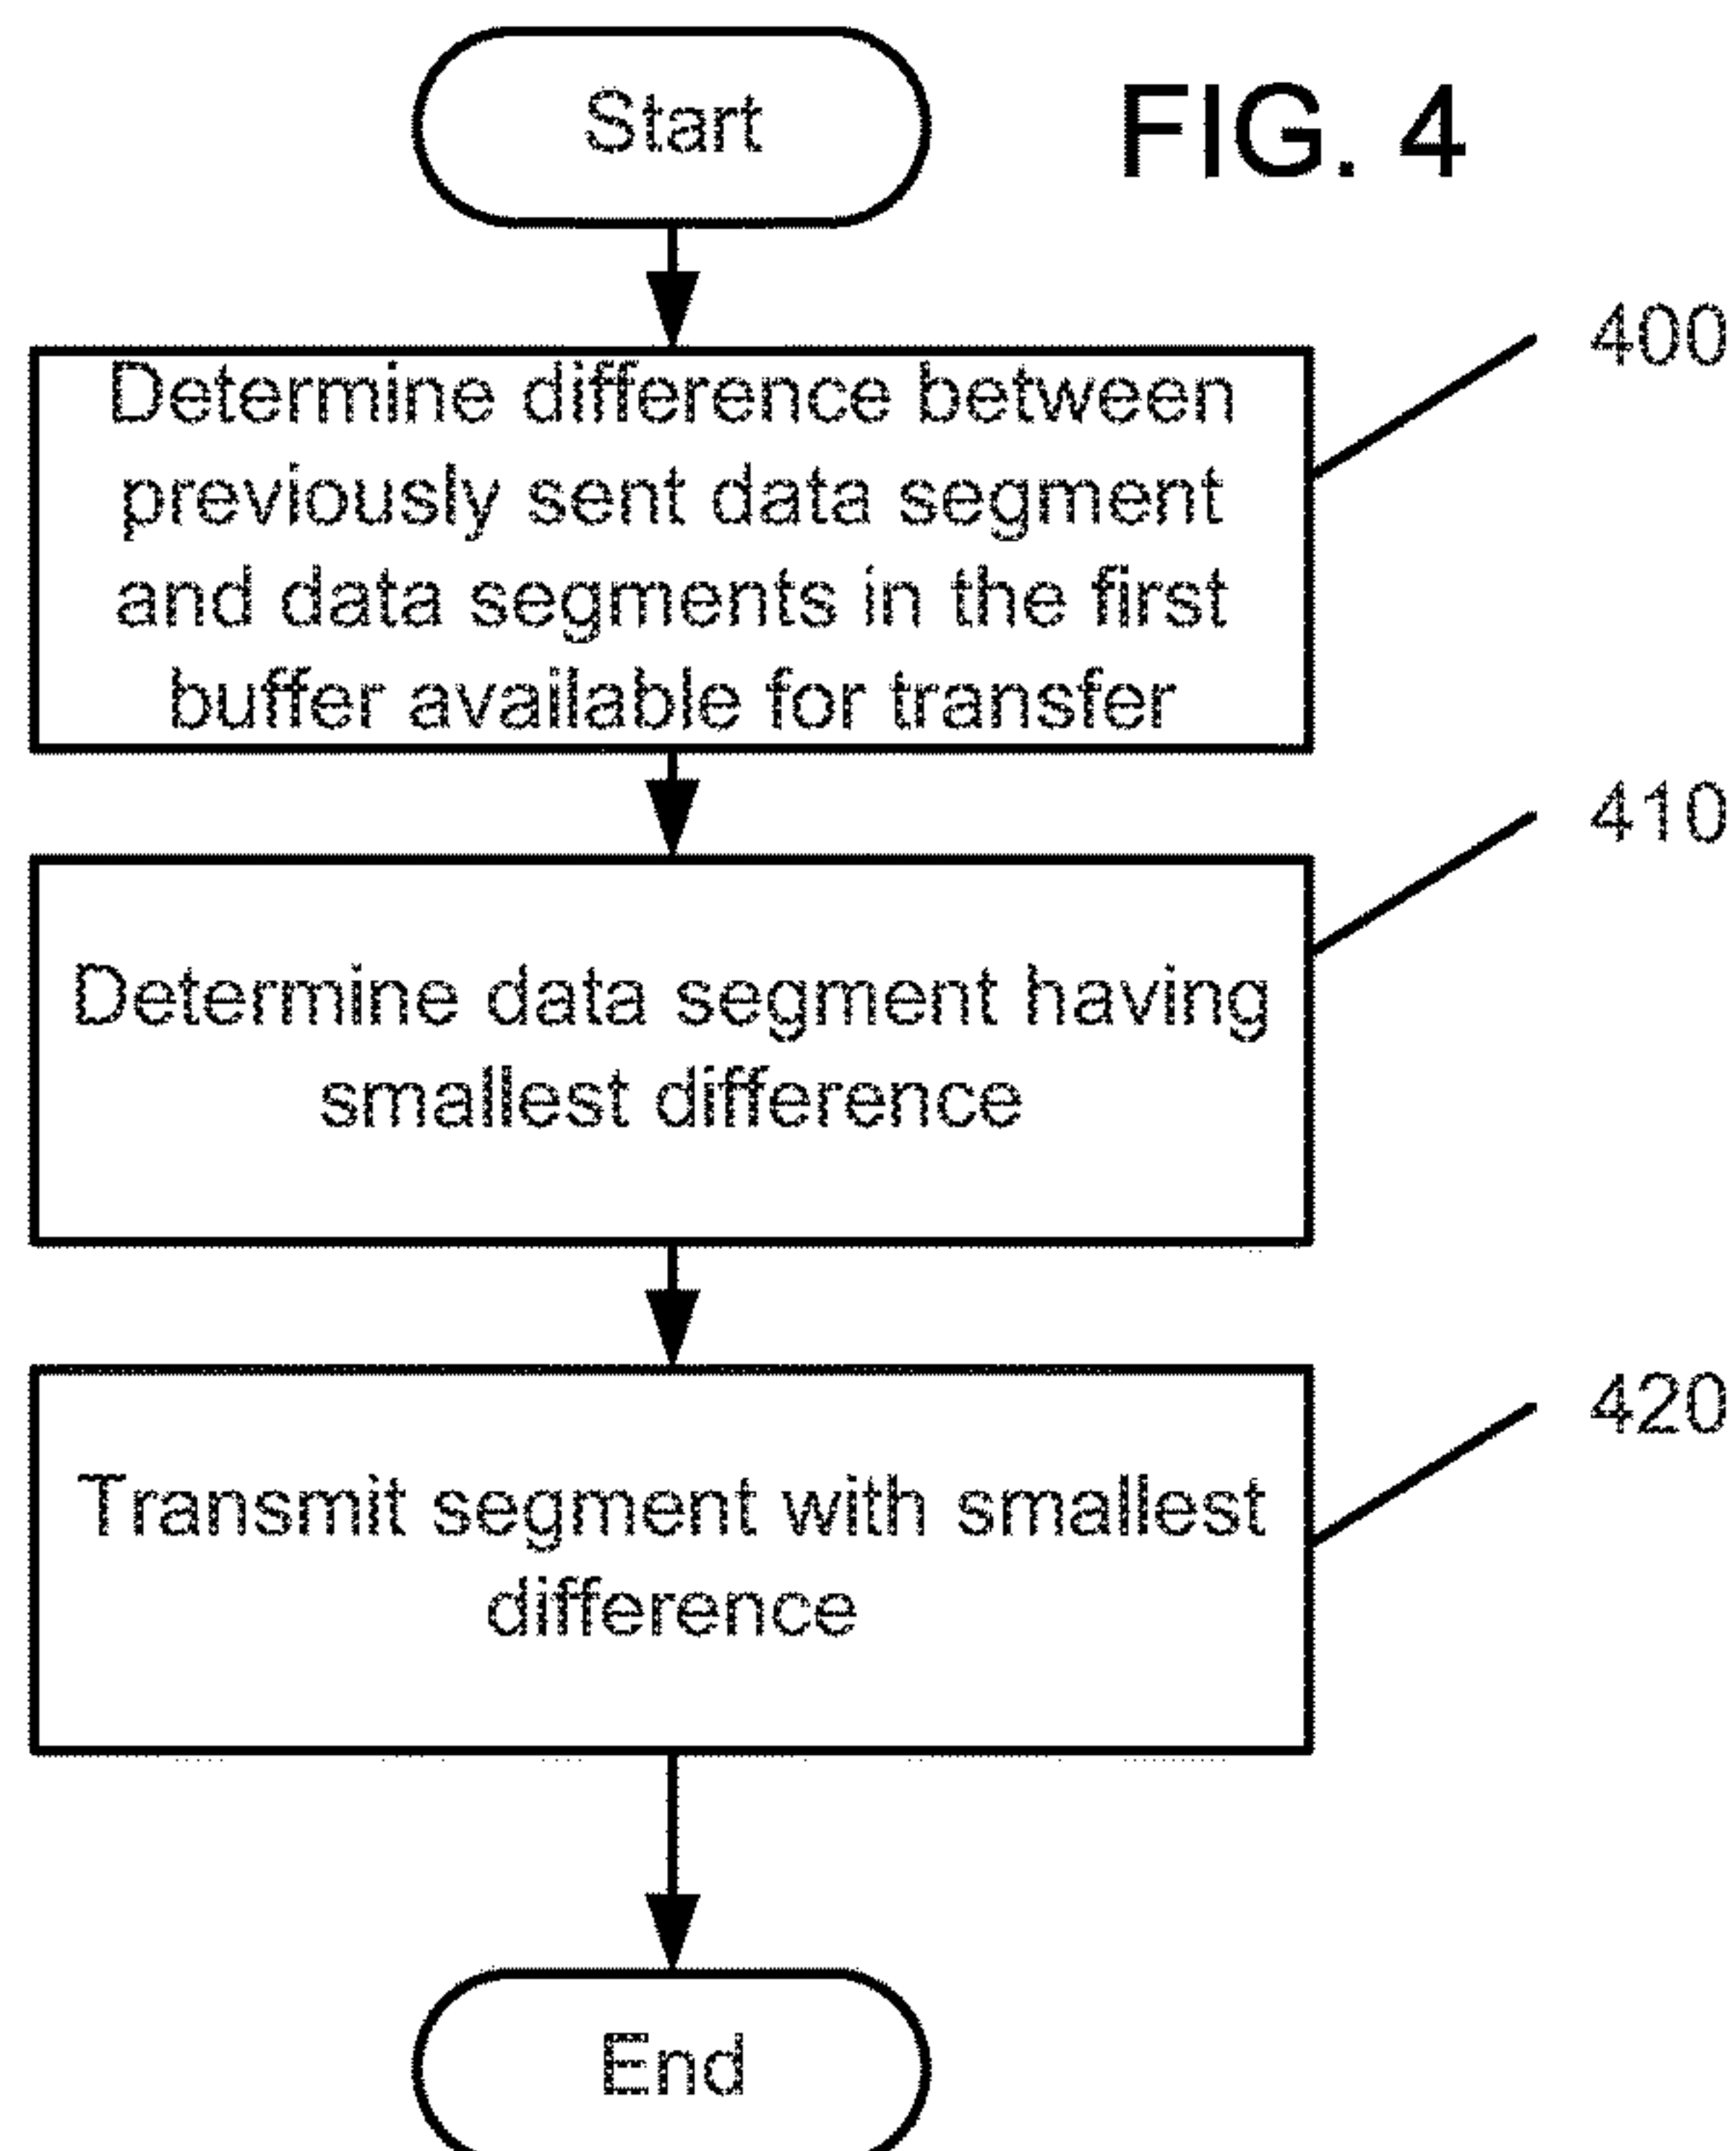 Start
FIG. 4
400
Determine difference between
previously sent data segment
and data segments in the first
buffer available for transfer
410
Determine data segment having
smallest difference
420
Transmit segment with smallest
difference
End